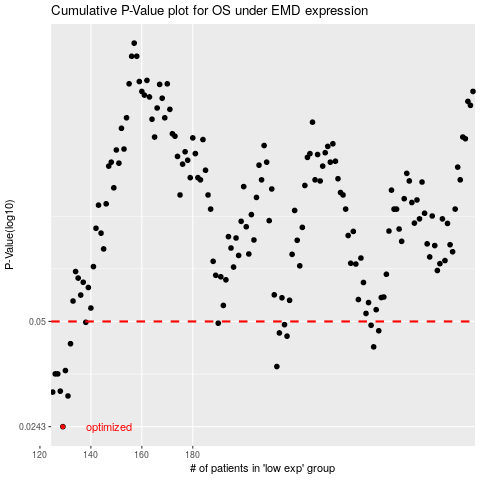 Cumulative P-Value plot for OS under EMD expression
P-Value(log10)
0.05
0.0243
optimized
120 140 160 180
# of patients in 'low exp' group